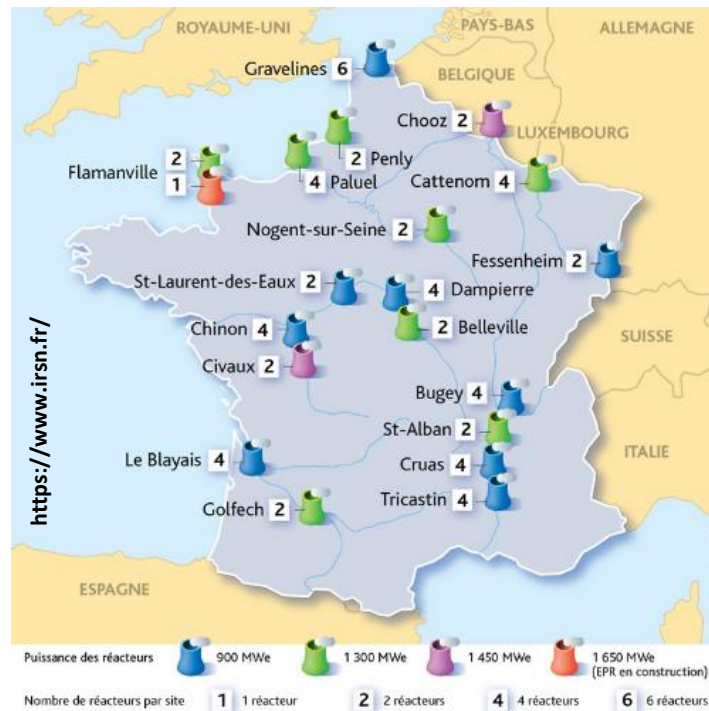 ROYAUME-UNI
PAYS-BAS
ALLEMAGNE
Gravelines 6
BELGIQUE
Chooz 2
LUXEMBOURG
2 Penly
Flamanville 2
1
4 Paluel
Cattenom 4
Nogent-sur-Seine 2
Fessenheim 2
St-Laurent-des-Eaux 2
4 Dampierre
Chinon 4
2 Belleville
SUISSE
Civaux 2
Bugey 4
St-Alban 2
ITALIE
Le Blayais 4
Cruas 4
Golfech 2
Tricastin 4
ESPAGNE
https://www.irsn.fr/
Puissance des réacteurs 900 MWe 1 300 MWe 1 450 MWe 1 650 MWe
(EPR en construction)
Nombre de réacteurs par site 1 1 réacteur 2 2 réacteurs 4 4 réacteurs 6 6 réacteurs